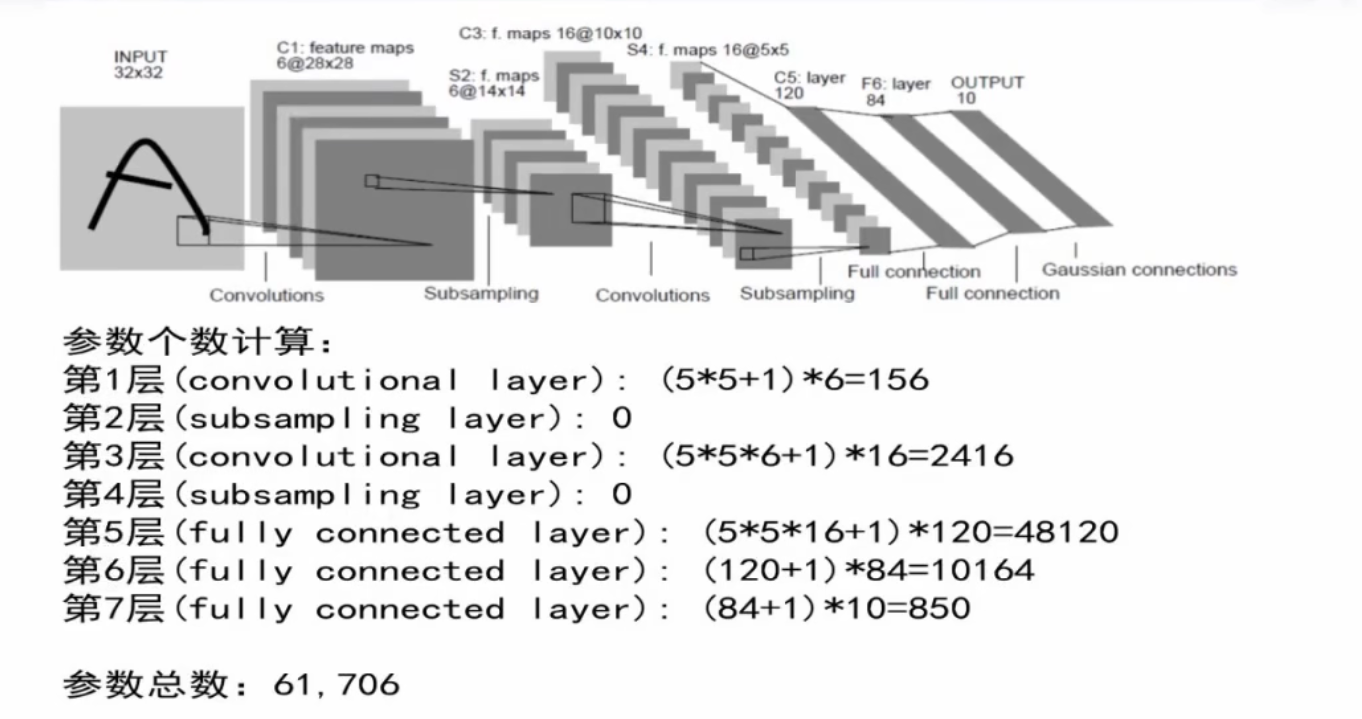 INPUT
32x32
C1: feature maps
6@28x28
S2: f. maps
6@14x14
C3: f. maps 16@10x10
S4: f. maps 16@5x5
C5: layer
120
F6: layer
84
OUTPUT
10
A
Convolutions
Subsampling
Convolutions
Subsampling
Full connection
Full connection
Gaussian connections
参数个数计算:
第1层(convolutional layer): (5*5+1)*6=156
第2层(subsampling layer): 0
第3层(convolutional layer): (5*5*6+1)*16=2416
第4层(subsampling layer): 0
第5层(fully connected layer): (5*5*16+1)*120=48120
第6层(fully connected layer): (120+1)*84=10164
第7层(fully connected layer): (84+1)*10=850
参数总数: 61,706